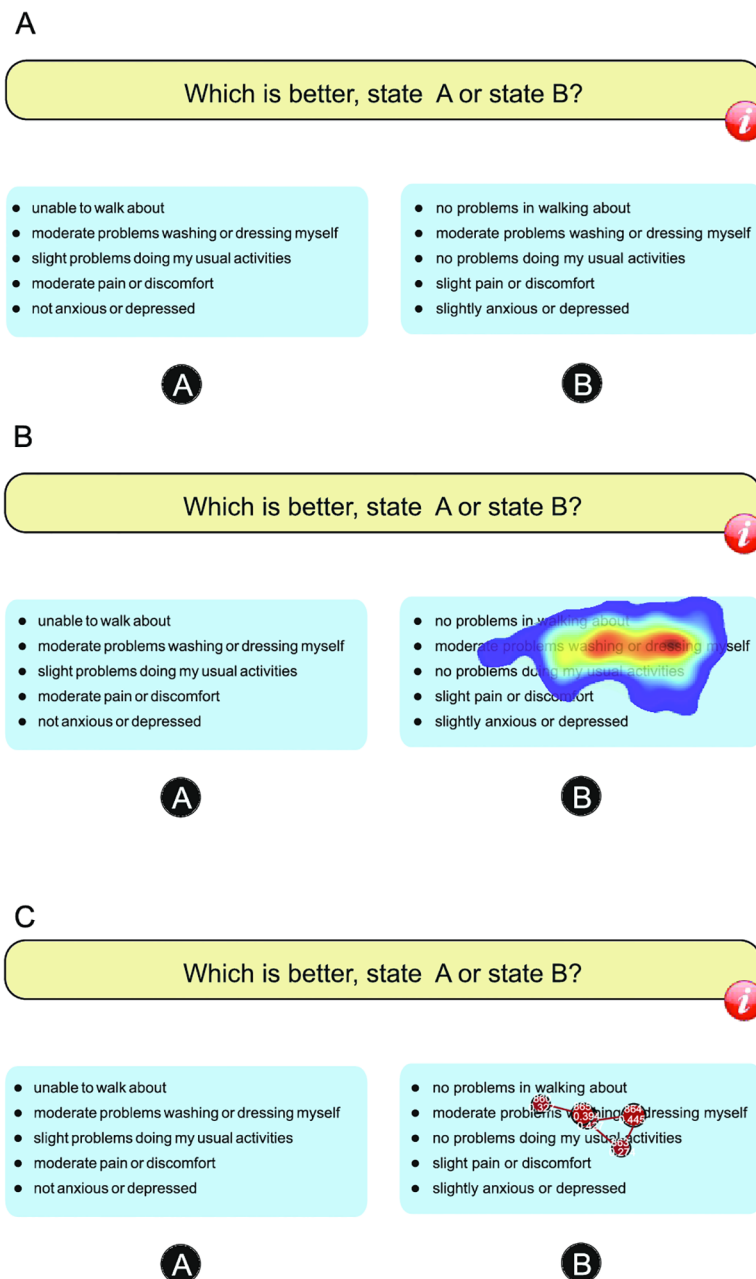 A
Which is better, state A or state B?
i
unable to walk about
moderate problems washing or dressing myself
slight problems doing my usual activities
moderate pain or discomfort
not anxious or depressed
A
no problems in walking about
moderate problems washing or dressing myself
no problems doing my usual activities
slight pain or discomfort
slightly anxious or depressed
B
B
Which is better, state A or state B?
i
unable to walk about
moderate problems washing or dressing myself
slight problems doing my usual activities
moderate pain or discomfort
not anxious or depressed
A
no problems in walking about
moderate problems washing or dressing myself
no problems doing my usual activities
slight pain or discomfort
slightly anxious or depressed
B
C
Which is better, state A or state B?
i
unable to walk about
moderate problems washing or dressing myself
slight problems doing my usual activities
moderate pain or discomfort
not anxious or depressed
A
no problems in walking about
moderate problems washing or dressing myself
no problems doing my usual activities
slight pain or discomfort
slightly anxious or depressed
B